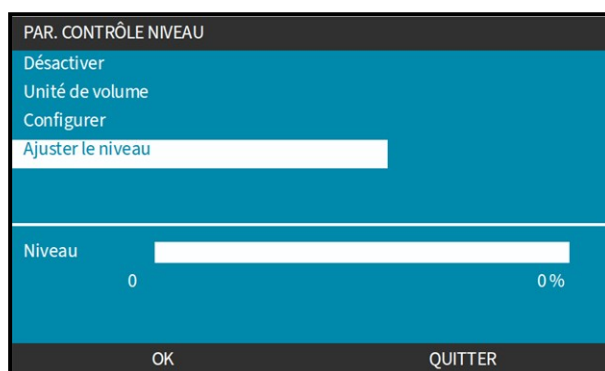 PAR. CONTRÔLE NIVEAU
Désactiver
Unité de volume
Configurer
Ajuster le niveau
Niveau
0 0 %
OK QUITTER